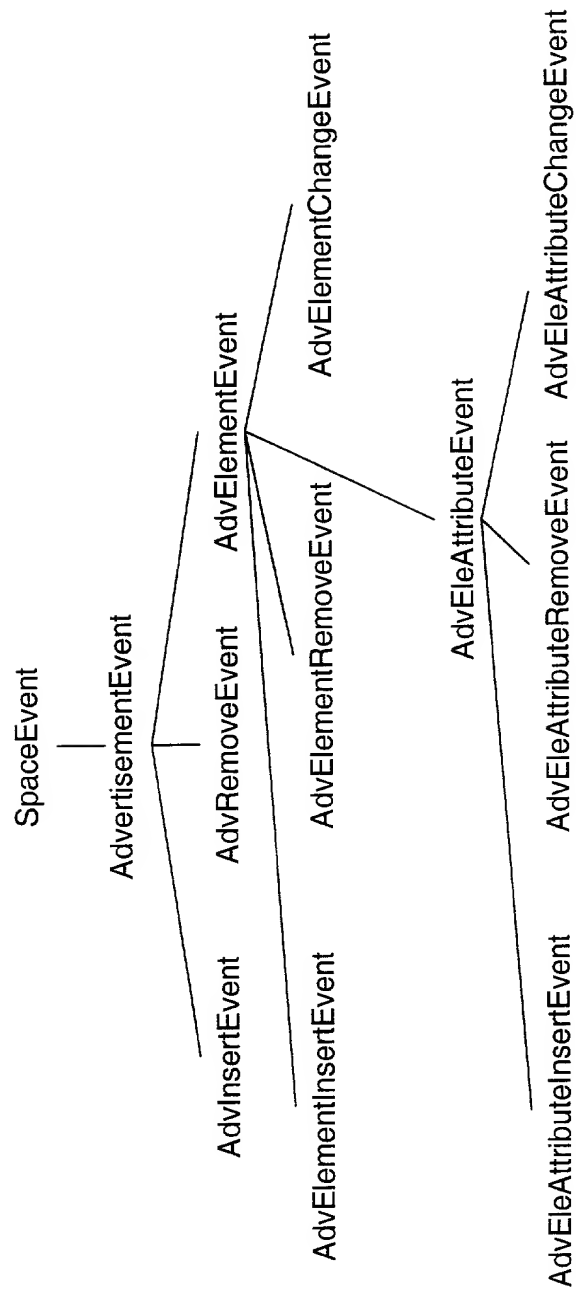 SpaceEvent
AdvertisementEvent
AdvInsertEvent
AdvRemoveEvent
AdvElementEvent
AdvElementInsertEvent
AdvElementRemoveEvent
AdvElementChangeEvent
AdvEleAttributeEvent
AdvEleAttributeInsertEvent
AdvEleAttributeRemoveEvent
AdvEleAttributeChangeEvent